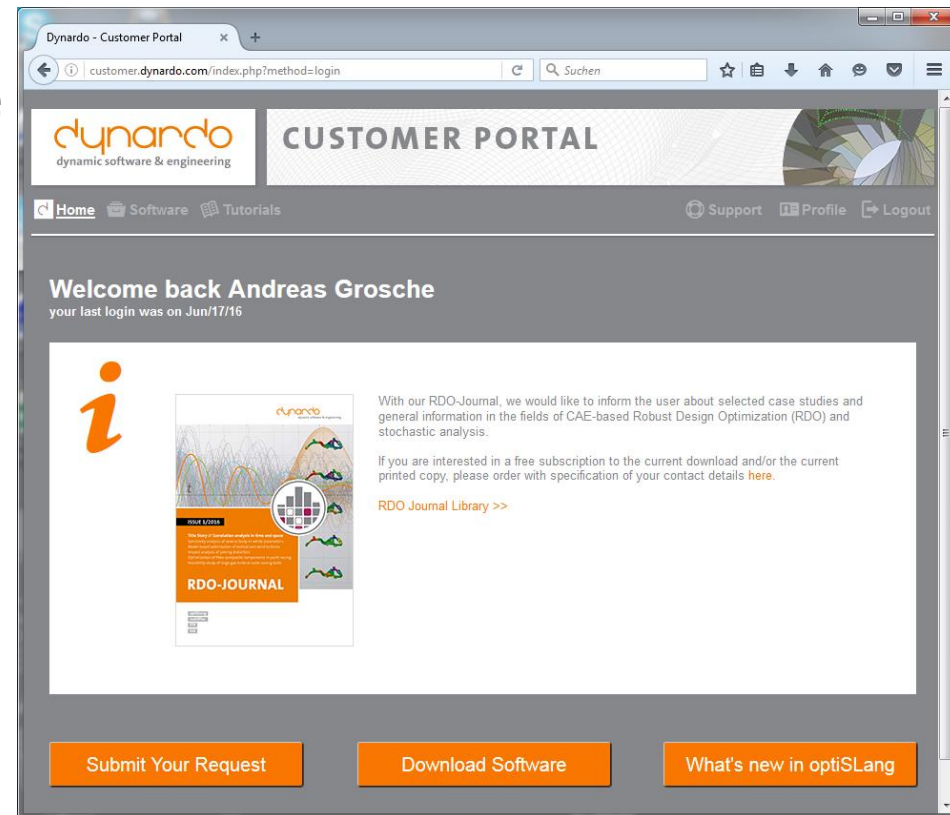 Dynardo - Customer Portal
customer.dynardo.com/index.php?method=login
Suchen
dynardo
dynamic software & engineering
CUSTOMER PORTAL
Home Software Tutorials Support Profile Logout
Welcome back Andreas Grosche
your last login was on Jun/17/16
i
dynardo
ISSUE 1/2016
RDO-JOURNAL
With our RDO-Journal, we would like to inform the user about selected case studies and
general information in the fields of CAE-based Robust Design Optimization (RDO) and
stochastic analysis.
If you are interested in a free subscription to the current download and/or the current
printed copy, please order with specification of your contact details here.
RDO Journal Library >>
Submit Your Request
Download Software
What's new in optiSLang